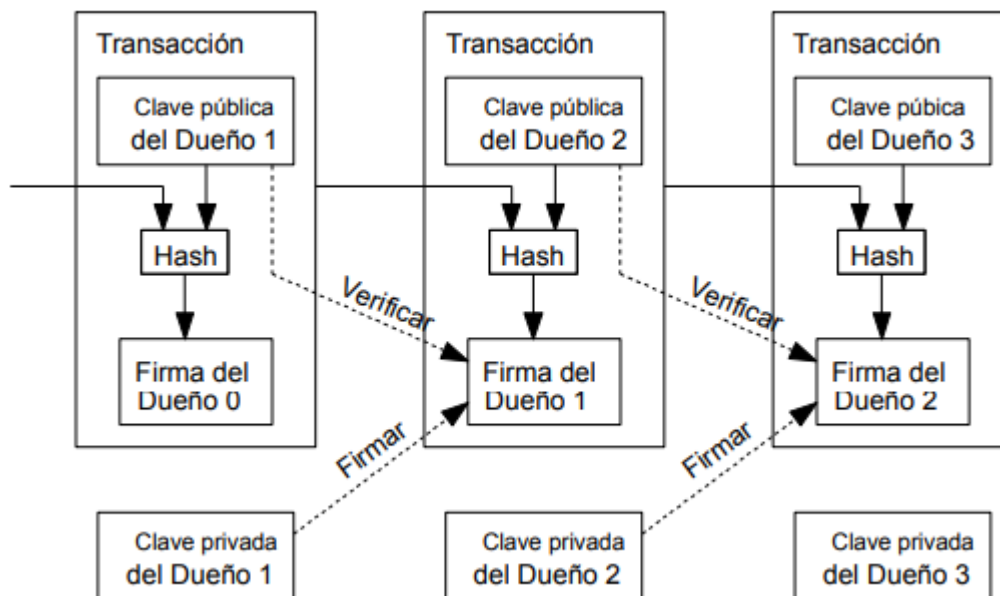 Transacción
Clave pública
del Dueño 1
Hash
Firma del
Dueño 0
Transacción
Clave pública
del Dueño 2
Hash
Firma del
Dueño 1
Transacción
Clave púbica
del Dueño 3
Hash
Firma del
Dueño 2
Verificar
Verificar
Firmar
Firmar
Clave privada
del Dueño 1
Clave privada
del Dueño 2
Clave privada
del Dueño 3